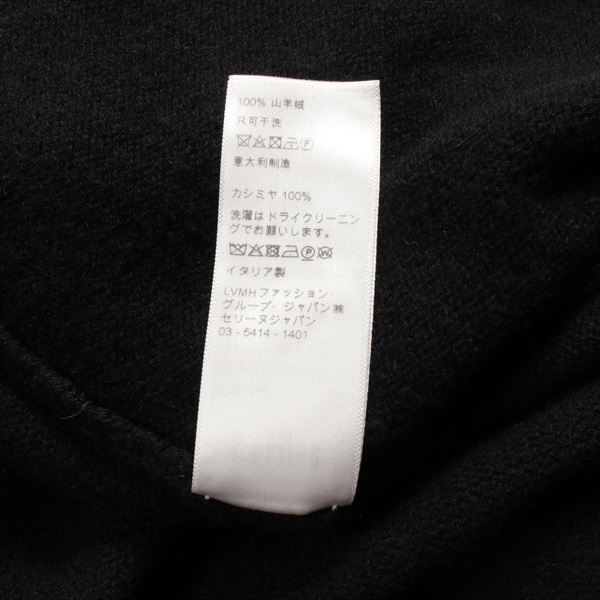 100% 山羊绒
只可干洗
P
意大利制造
カシミヤ 100%
洗濯はドライクリーニン
グでお願いします。
P W
イタリア製
LVMHファッション・
グループ・ジャパン㈱
セリーヌジャパン
03 - 5414 - 1401